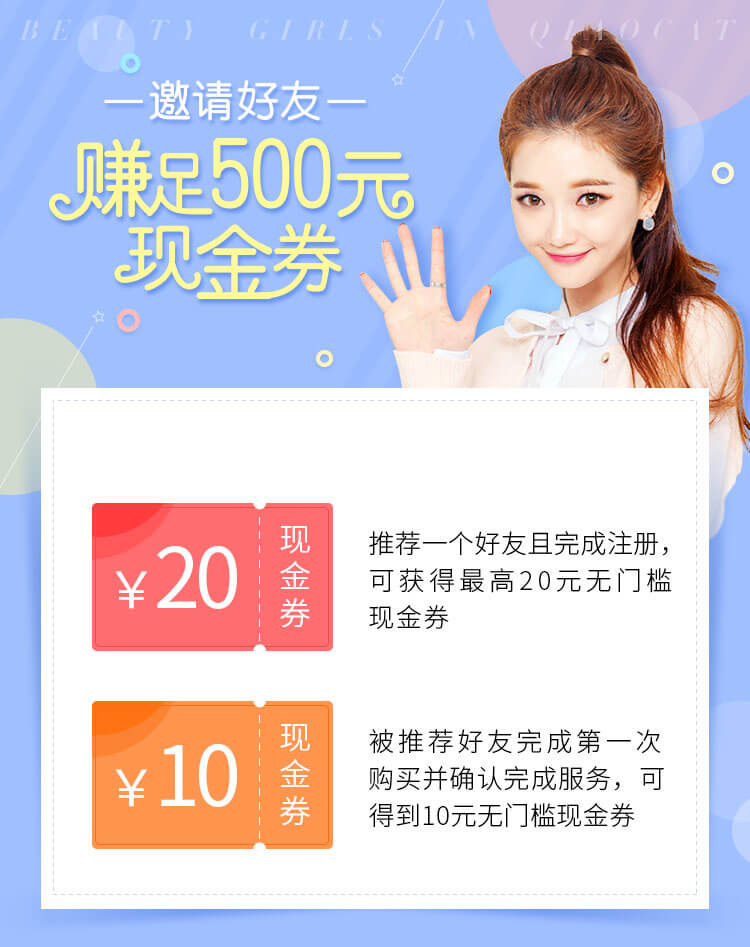 BEAUTY GIRLS IN QIAOCAT
邀请好友
赚足500元
现金券
¥20
现金券
推荐一个好友且完成注册，
可获得最高20元无门槛
现金券
¥10
现金券
被推荐好友完成第一次
购买并确认完成服务，可
得到10元无门槛现金券